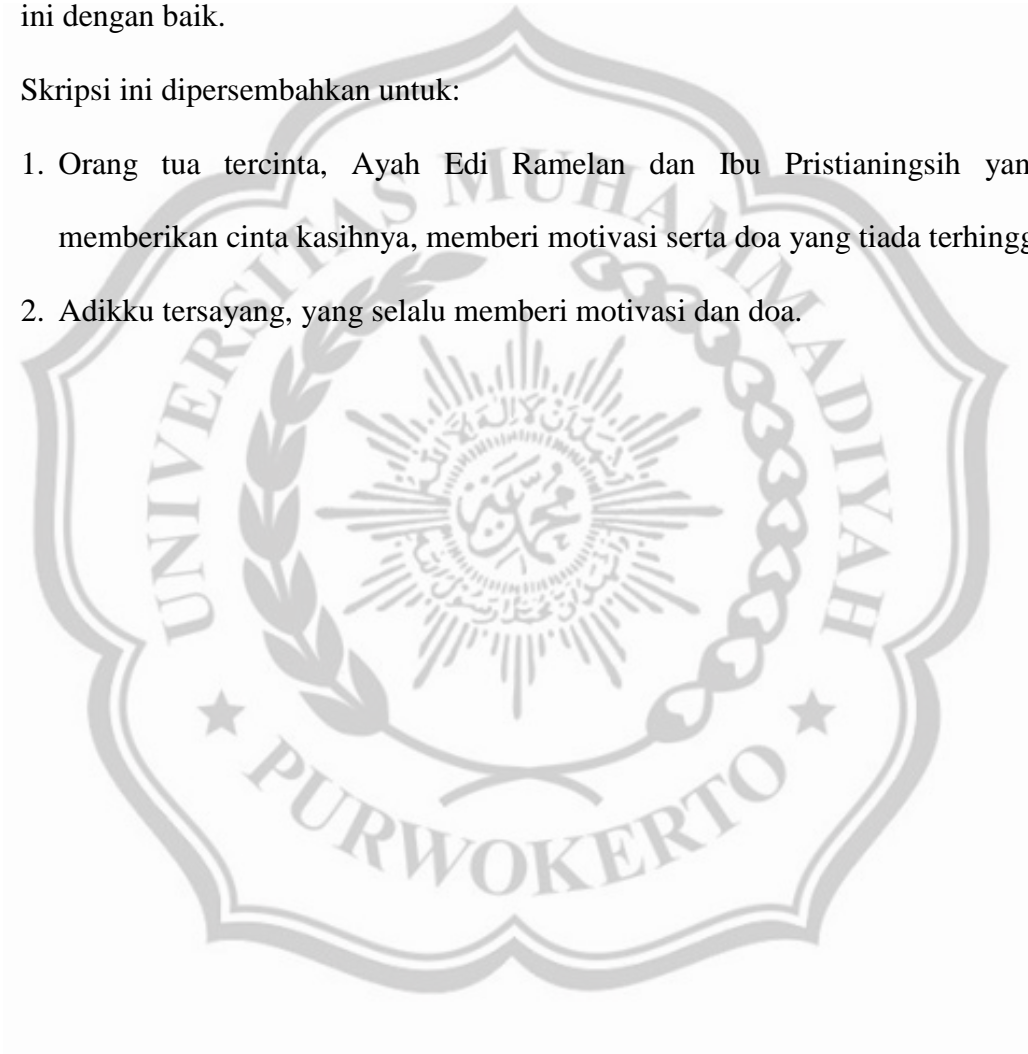 ini dengan baik.
Skripsi ini dipersembahkan untuk:
1. Orang tua tercinta, Ayah Edi Ramelan dan Ibu Pristianingsih yan
memberikan cinta kasihnya, memberi motivasi serta doa yang tiada terhingg
2. Adikku tersayang, yang selalu memberi motivasi dan doa.
UNIVERSITAS MUHAMMADIYAH
PURWOKERTO